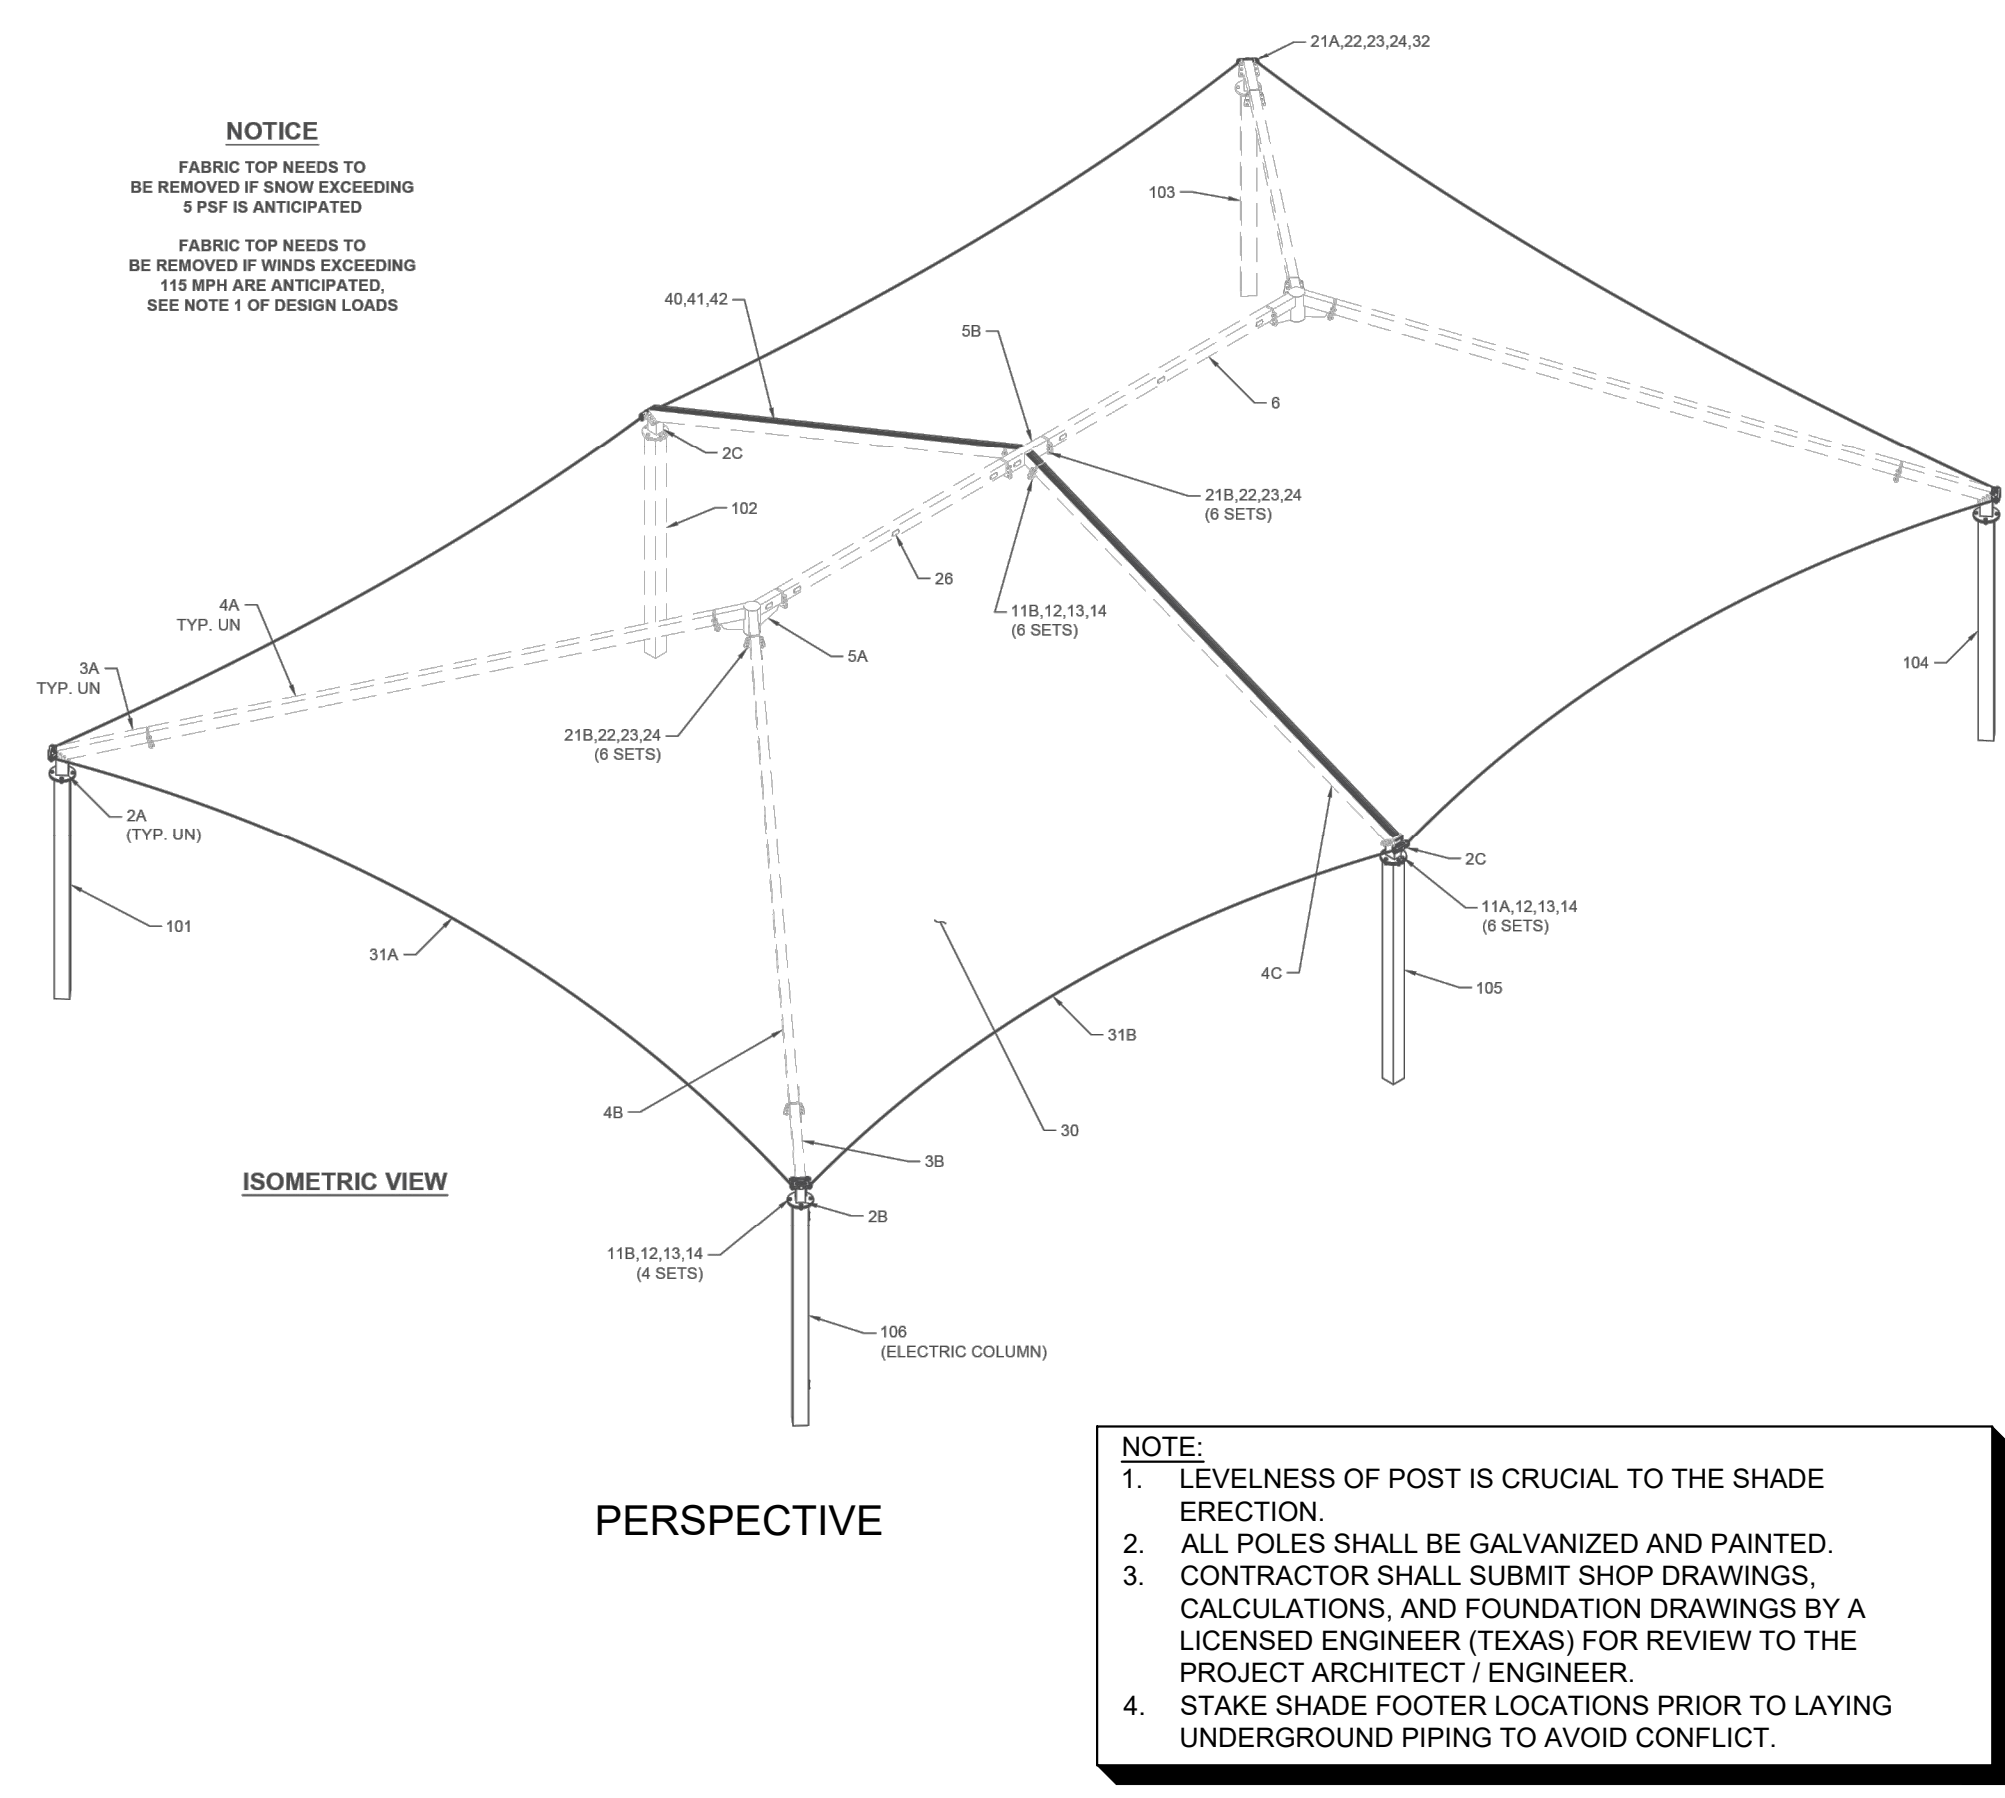 21A,22,23,24,32
NOTICE
FABRIC TOP NEEDS TO
BE REMOVED IF SNOW EXCEEDING
5 PSF IS ANTICIPATED
FABRIC TOP NEEDS TO
BE REMOVED IF WINDS EXCEEDING
115 MPH ARE ANTICIPATED,
SEE NOTE 1 OF DESIGN LOADS
103
40,41,42
5B
6
2C
21B,22,23,24
(6 SETS)
102
26
4A
TYP. UN
11B,12,13,14
(6 SETS)
5A
3A
TYP. UN
104
21B,22,23,24
(6 SETS)
2A
(TYP. UN)
2C
101
11A,12,13,14
(6 SETS)
31A
4C
105
31B
4B
30
3B
ISOMETRIC VIEW
2B
11B,12,13,14
(4 SETS)
106
(ELECTRIC COLUMN)
PERSPECTIVE
NOTE:
1. LEVELNESS OF POST IS CRUCIAL TO THE SHADE
ERECTION.
2. ALL POLES SHALL BE GALVANIZED AND PAINTED.
3. CONTRACTOR SHALL SUBMIT SHOP DRAWINGS,
CALCULATIONS, AND FOUNDATION DRAWINGS BY A
LICENSED ENGINEER (TEXAS) FOR REVIEW TO THE
PROJECT ARCHITECT / ENGINEER.
4. STAKE SHADE FOOTER LOCATIONS PRIOR TO LAYING
UNDERGROUND PIPING TO AVOID CONFLICT.